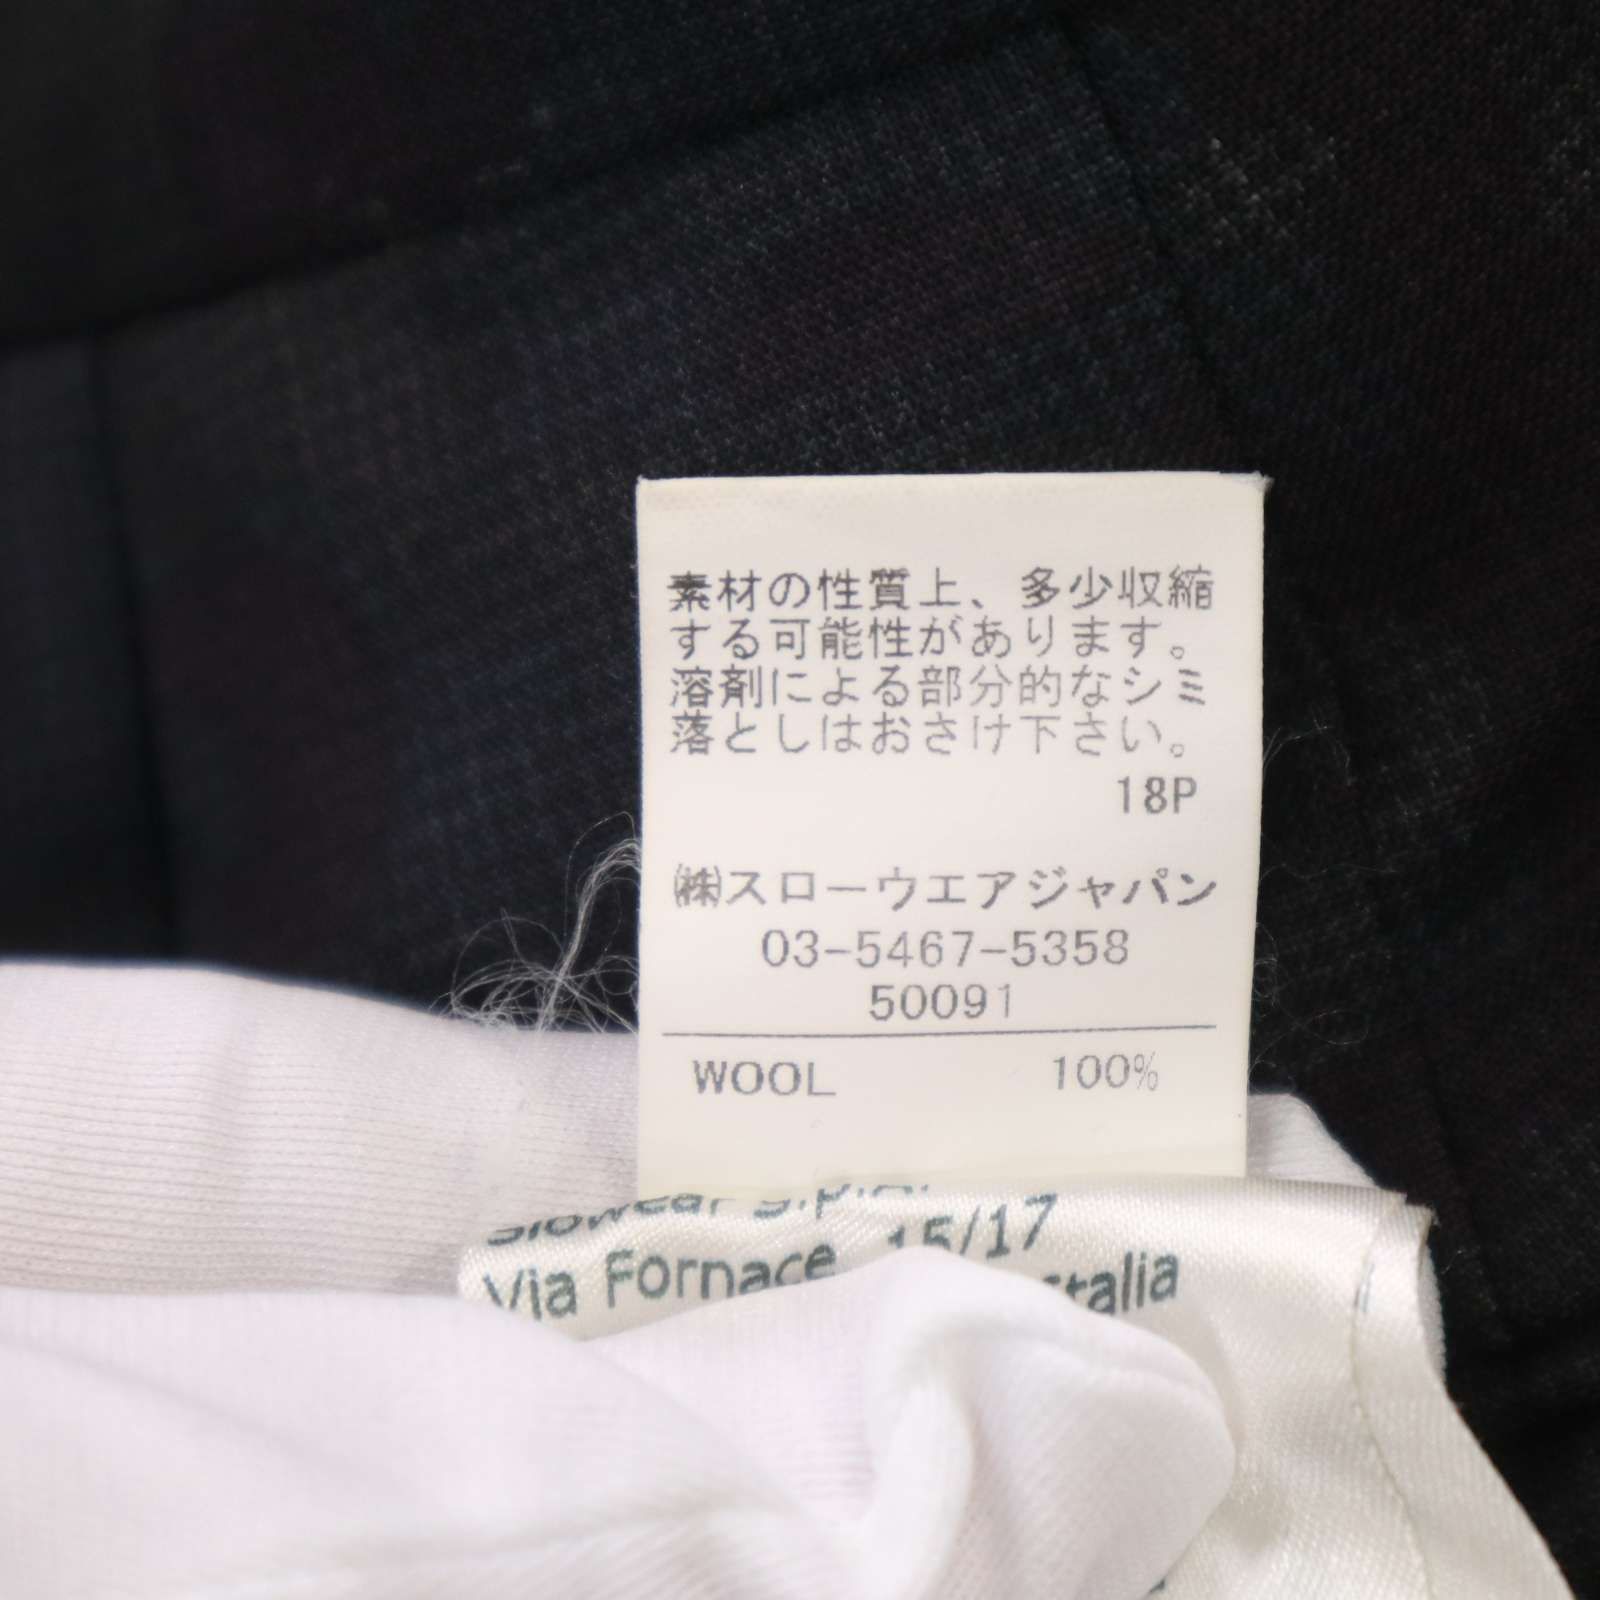 素材の性質上、多少収縮
する可能性があります。
溶剤による部分的なシミ
落としはおさけ下さい。
18P
㈱スローウエアジャパン
03-5467-5358
50091
WOOL 100%
Slowear S.p.A.
Via Fornace 15/17
Italia